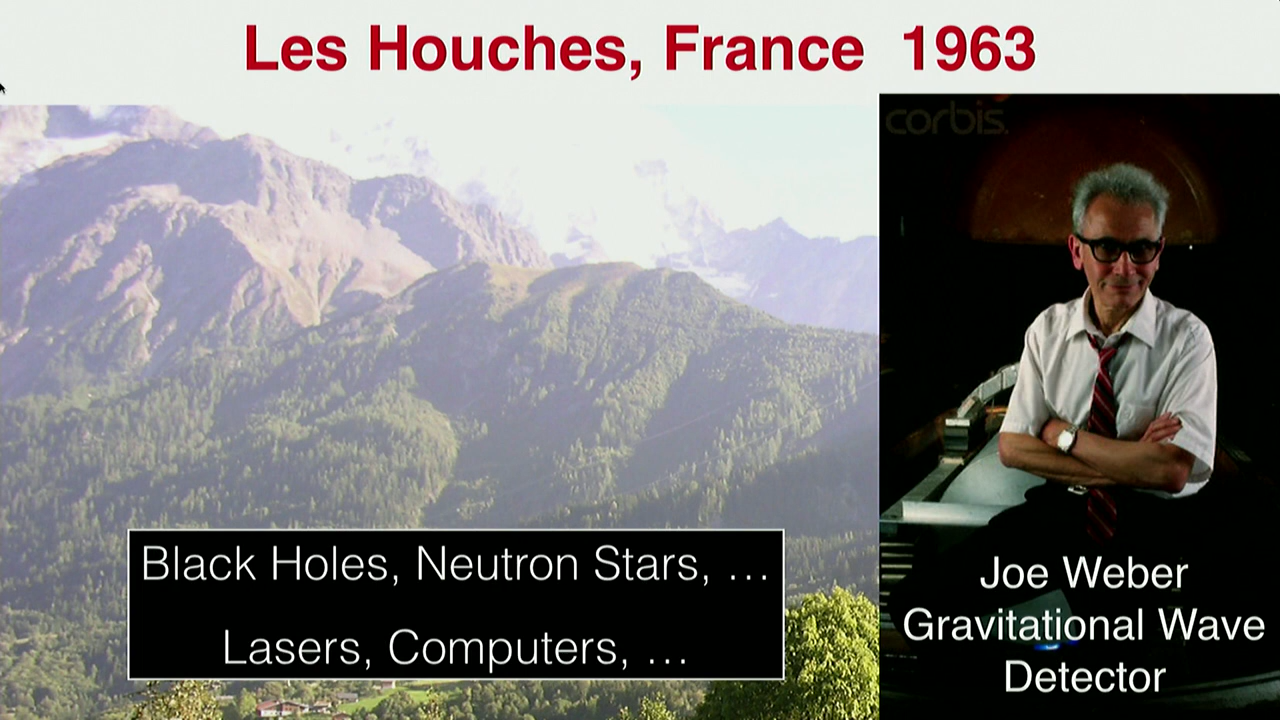 Les Houches, France 1963
corbis.
Black Holes, Neutron Stars, …
Lasers, Computers, …
Joe Weber
Gravitational Wave
Detector